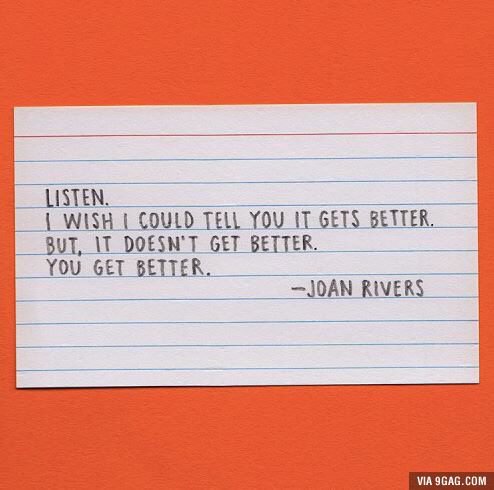 LISTEN.
I WISH I COULD TELL YOU IT GETS BETTER.
BUT, IT DOESN'T GET BETTER.
YOU GET BETTER.
—JOAN RIVERS
VIA 9GAG.COM